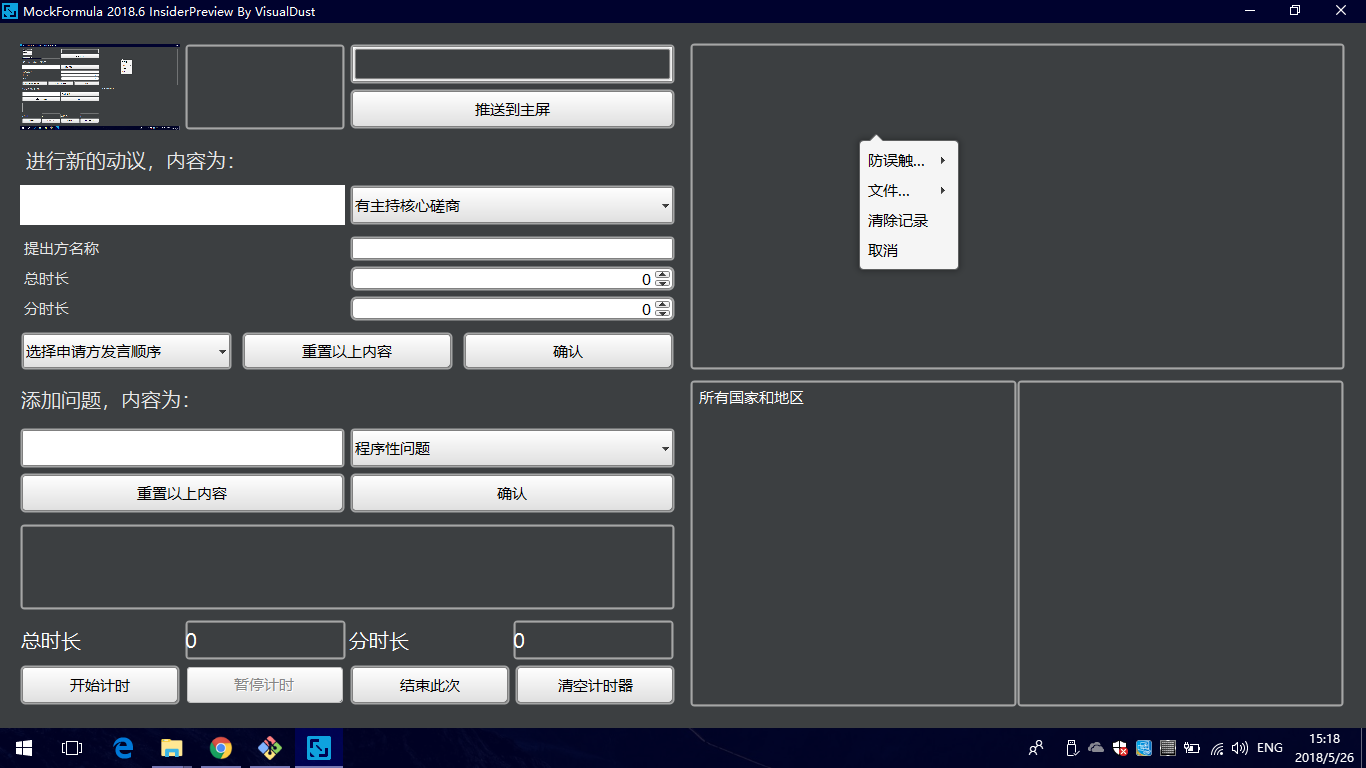 MockFormula 2018.6 InsiderPreview By VisualDust
推送到主屏
进行新的动议，内容为：
有主持核心磋商
提出方名称
总时长
0
分时长
0
选择申请方发言顺序
重置以上内容
确认
添加问题，内容为：
程序性问题
重置以上内容
确认
总时长
0
分时长
0
开始计时
暂停计时
结束此次
清空计时器
防误触...
文件...
清除记录
取消
所有国家和地区
ENG
15:18
2018/5/26